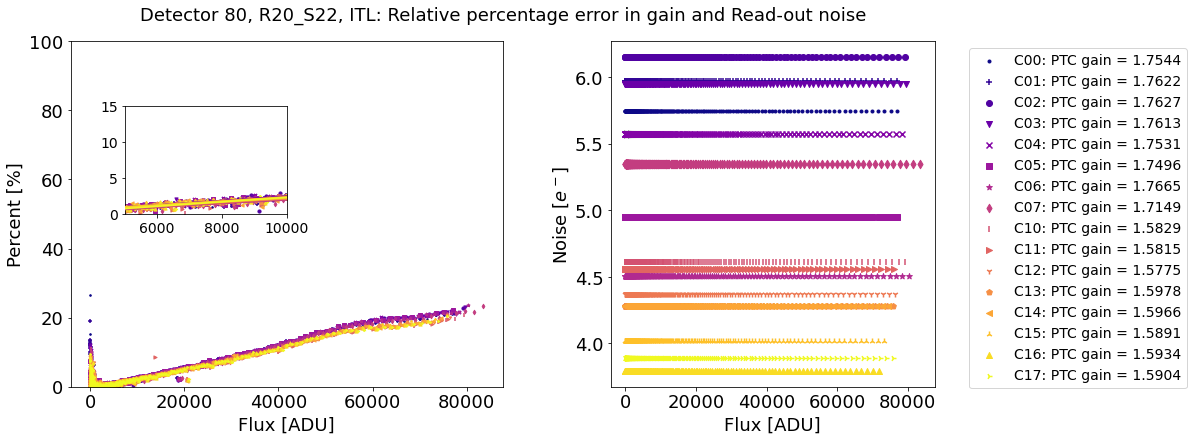 Detector 80, R20_S22, ITL: Relative percentage error in gain and Read-out noise
Percent [%]
100
80
60
40
20
0
15
10
5
0
6000 8000 10000
0 20000 40000 60000 80000
Flux [ADU]
Noise [e⁻]
6.0
5.5
5.0
4.5
4.0
0 20000 40000 60000 80000
Flux [ADU]
C00: PTC gain = 1.7544
C01: PTC gain = 1.7622
C02: PTC gain = 1.7627
C03: PTC gain = 1.7613
C04: PTC gain = 1.7531
C05: PTC gain = 1.7496
C06: PTC gain = 1.7665
C07: PTC gain = 1.7149
C10: PTC gain = 1.5829
C11: PTC gain = 1.5815
C12: PTC gain = 1.5775
C13: PTC gain = 1.5978
C14: PTC gain = 1.5966
C15: PTC gain = 1.5891
C16: PTC gain = 1.5934
C17: PTC gain = 1.5904